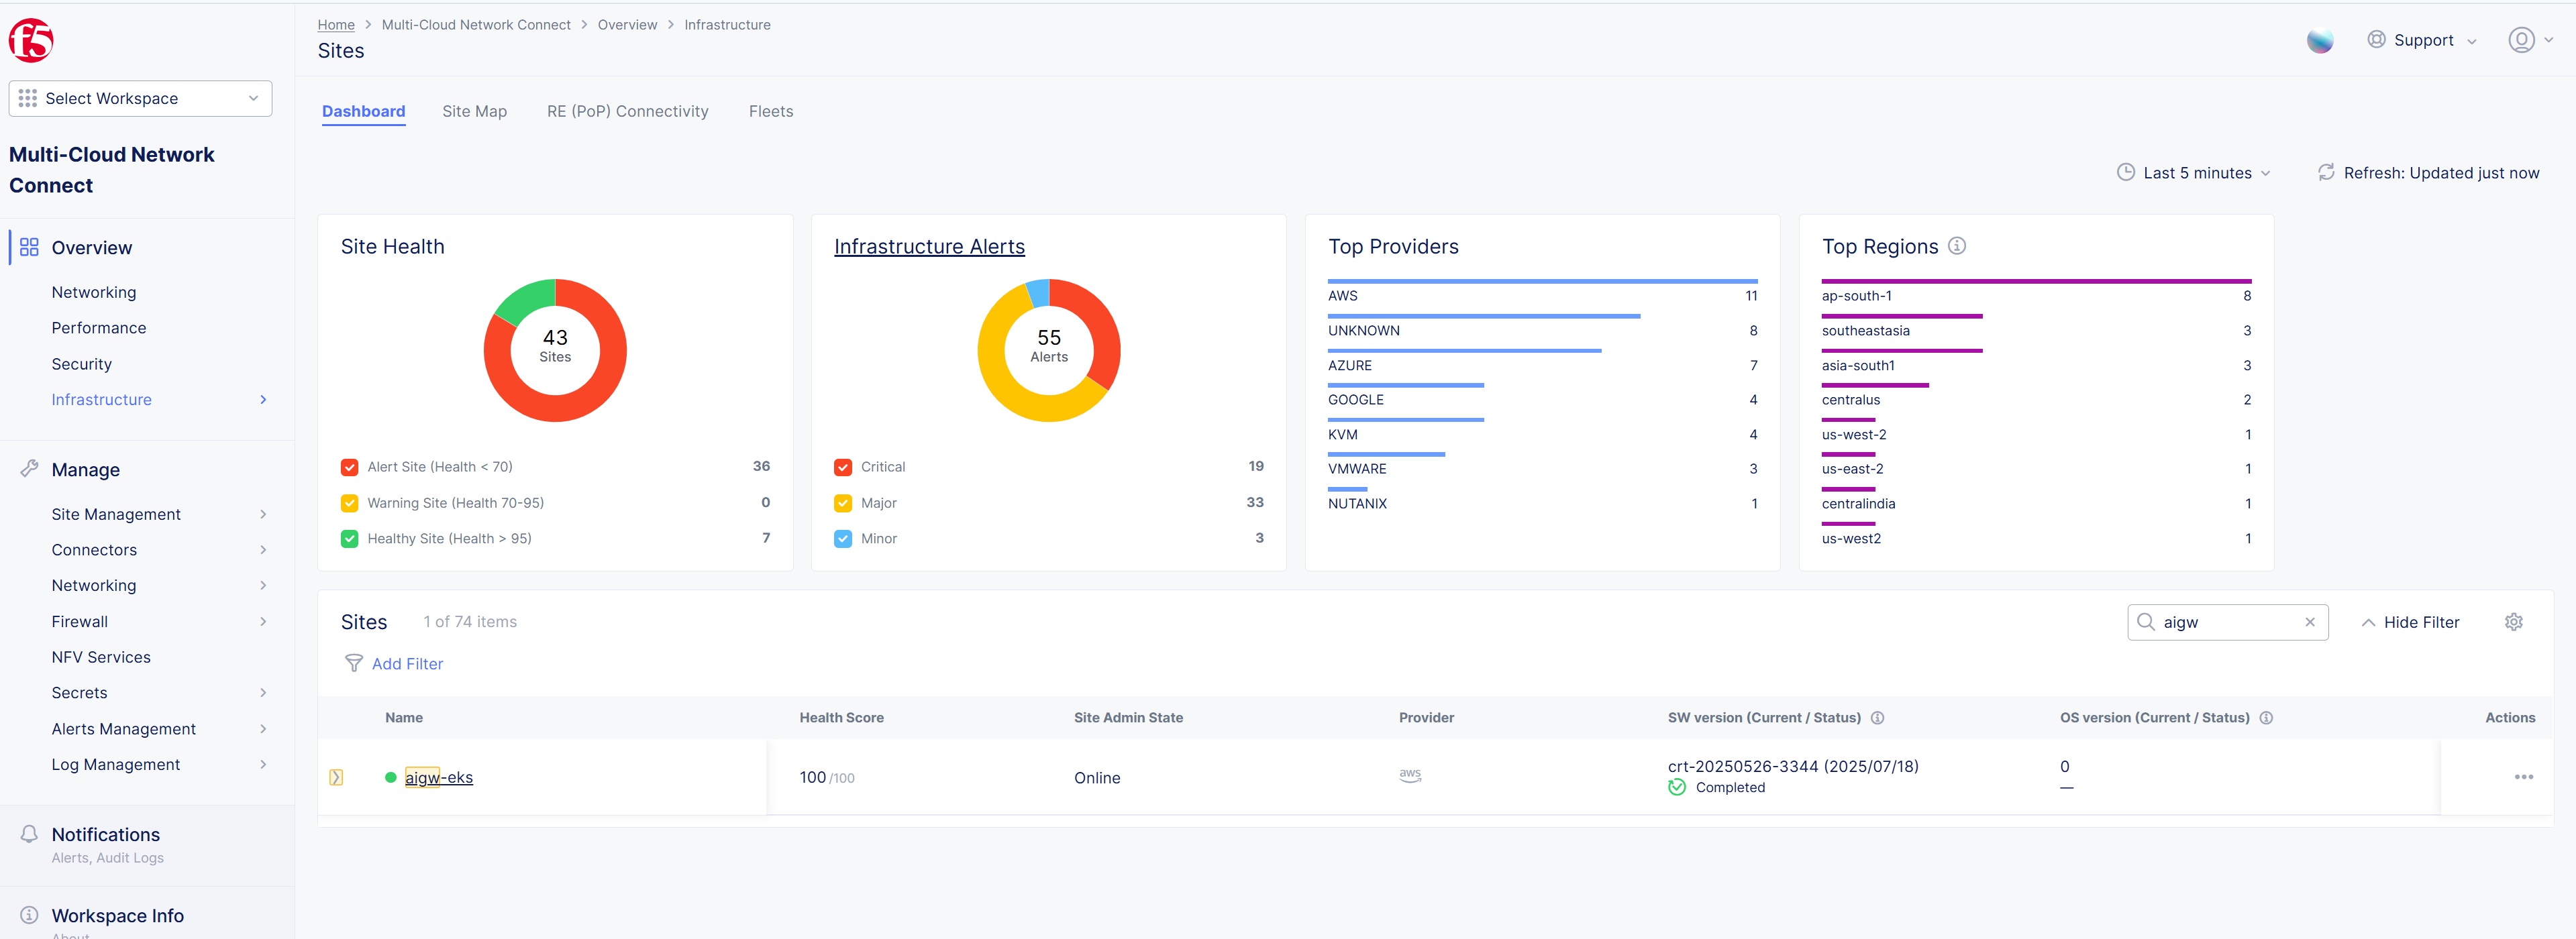 f5
Home > Multi-Cloud Network Connect > Overview > Infrastructure
Sites
Support
Select Workspace
Multi-Cloud Network
Connect
Overview
Networking
Performance
Security
Infrastructure
Manage
Site Management
Connectors
Networking
Firewall
NFV Services
Secrets
Alerts Management
Log Management
Notifications
Alerts, Audit Logs
Workspace Info
About
Dashboard Site Map RE (PoP) Connectivity Fleets
Last 5 minutes Refresh: Updated just now
Site Health
43
Sites
Alert Site (Health < 70) 36
Warning Site (Health 70-95) 0
Healthy Site (Health > 95) 7
Infrastructure Alerts
55
Alerts
Critical 19
Major 33
Minor 3
Top Providers
AWS 11
UNKNOWN 8
AZURE 7
GOOGLE 4
KVM 4
VMWARE 3
NUTANIX 1
Top Regions
ap-south-1 8
southeastasia 3
asia-south1 3
centralus 2
us-west-2 1
us-east-2 1
centralindia 1
us-west2 1
Sites 1 of 74 items aigw Hide Filter
Add Filter
Name Health Score Site Admin State Provider SW version (Current / Status) OS version (Current / Status) Actions
aigw-eks 100 /100 Online aws crt-20250526-3344 (2025/07/18) 0
Completed —